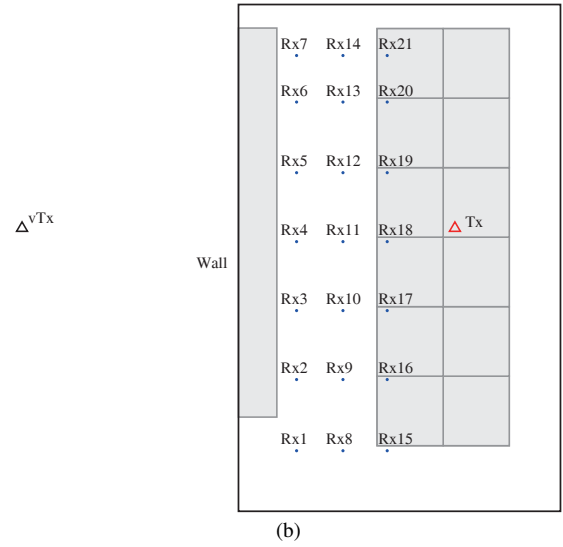 Rx7 Rx14 Rx21
Rx6 Rx13 Rx20
Rx5 Rx12 Rx19
vTx
Tx
Rx4 Rx11 Rx18
Wall
Rx3 Rx10 Rx17
Rx2 Rx9 Rx16
Rx1 Rx8 Rx15
(b)